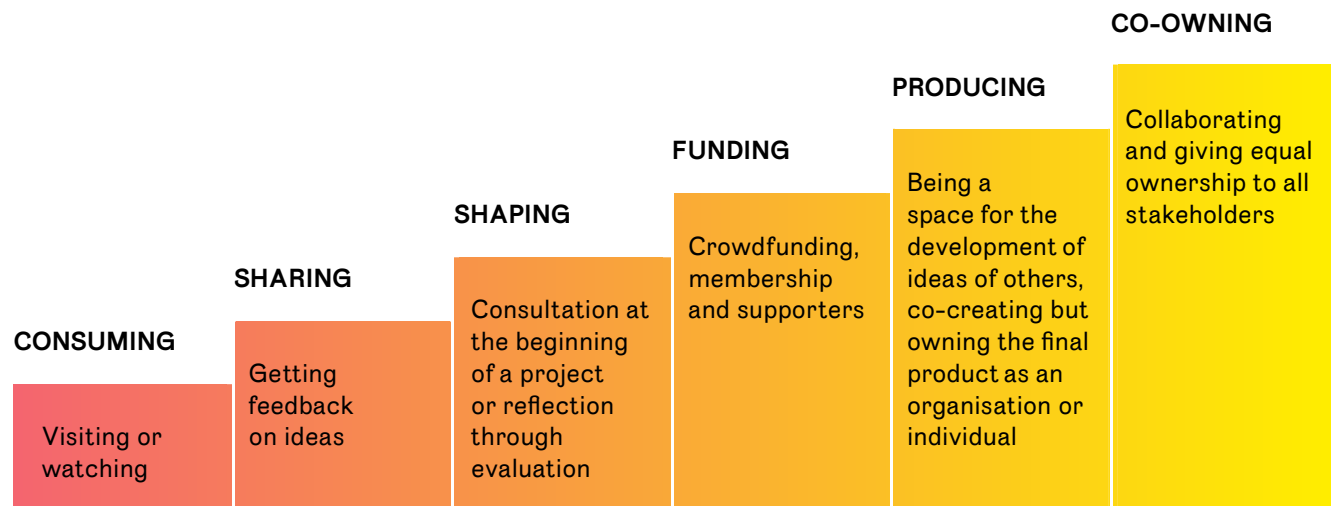 CONSUMING
Visiting or
watching
SHARING
Getting
feedback
on ideas
SHAPING
Consultation at
the beginning
of a project
or reflection
through
evaluation
FUNDING
Crowdfunding,
membership
and supporters
PRODUCING
Being a
space for the
development of
ideas of others,
co-creating but
owning the final
product as an
organisation or
individual
CO-OWNING
Collaborating
and giving equal
ownership to all
stakeholders